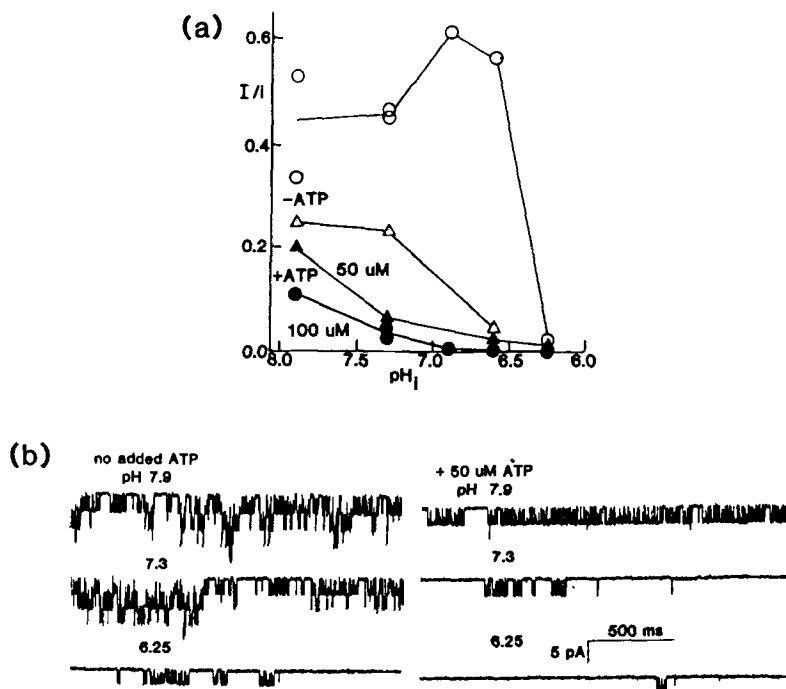 (a)
0.6
I/i
0.4
-ATP
0.2
50 uM
+ATP
100 uM
0.0
8.0 7.5 7.0 6.5 6.0
pHi
(b)
no added ATP
pH 7.9
7.3
6.25
+ 50 uM ATP
pH 7.9
7.3
6.25
500 ms
5 pA